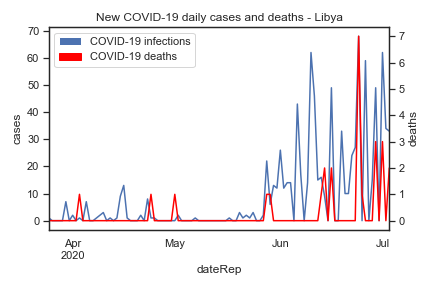 New COVID-19 daily cases and deaths - Libya
COVID-19 infections
COVID-19 deaths
70
60
50
40
30
20
10
0
cases
7
6
5
4
3
2
1
0
deaths
Apr
2020
May
Jun
Jul
dateRep